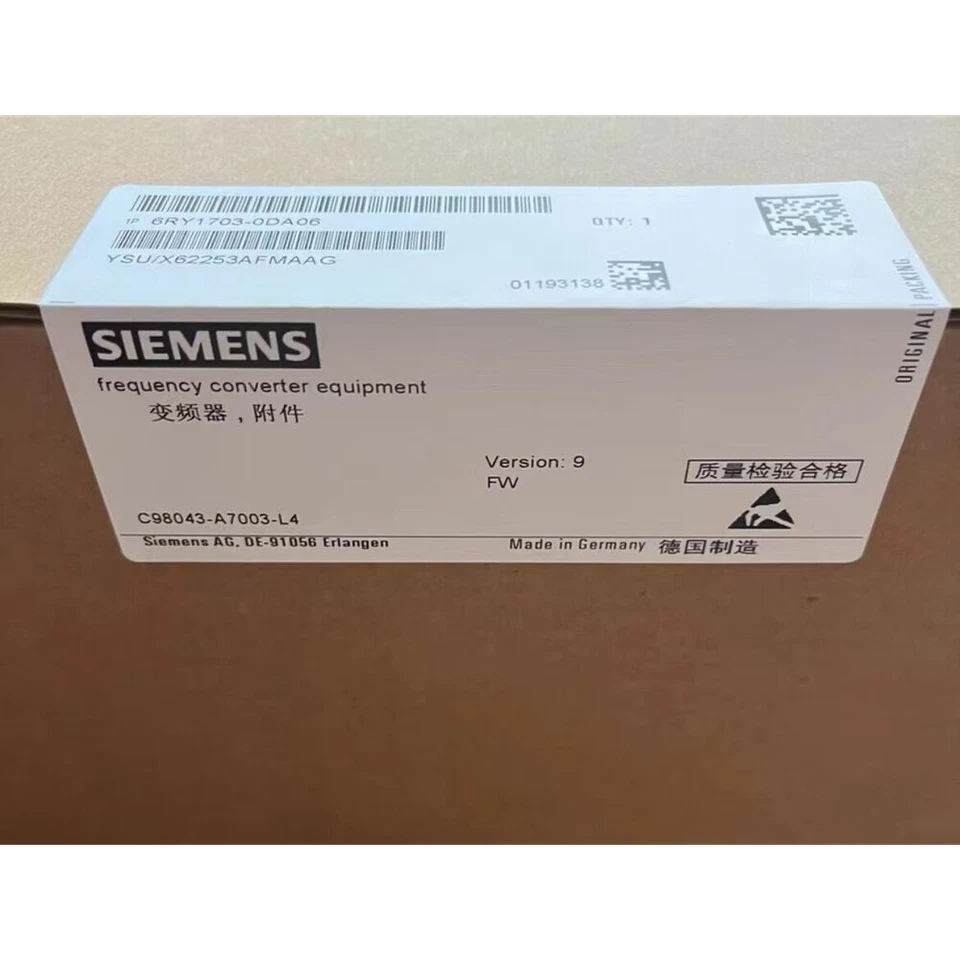 1P 6RY1703-0DA06
QTY: 1
YSU/X62253AFMAAG
01193138
ORIGINAL PACKING
SIEMENS
frequency converter equipment
变频器，附件
Version: 9
FW
质量检验合格
C98043-A7003-L4
Siemens AG, DE-91056 Erlangen
Made in Germany 德国制造